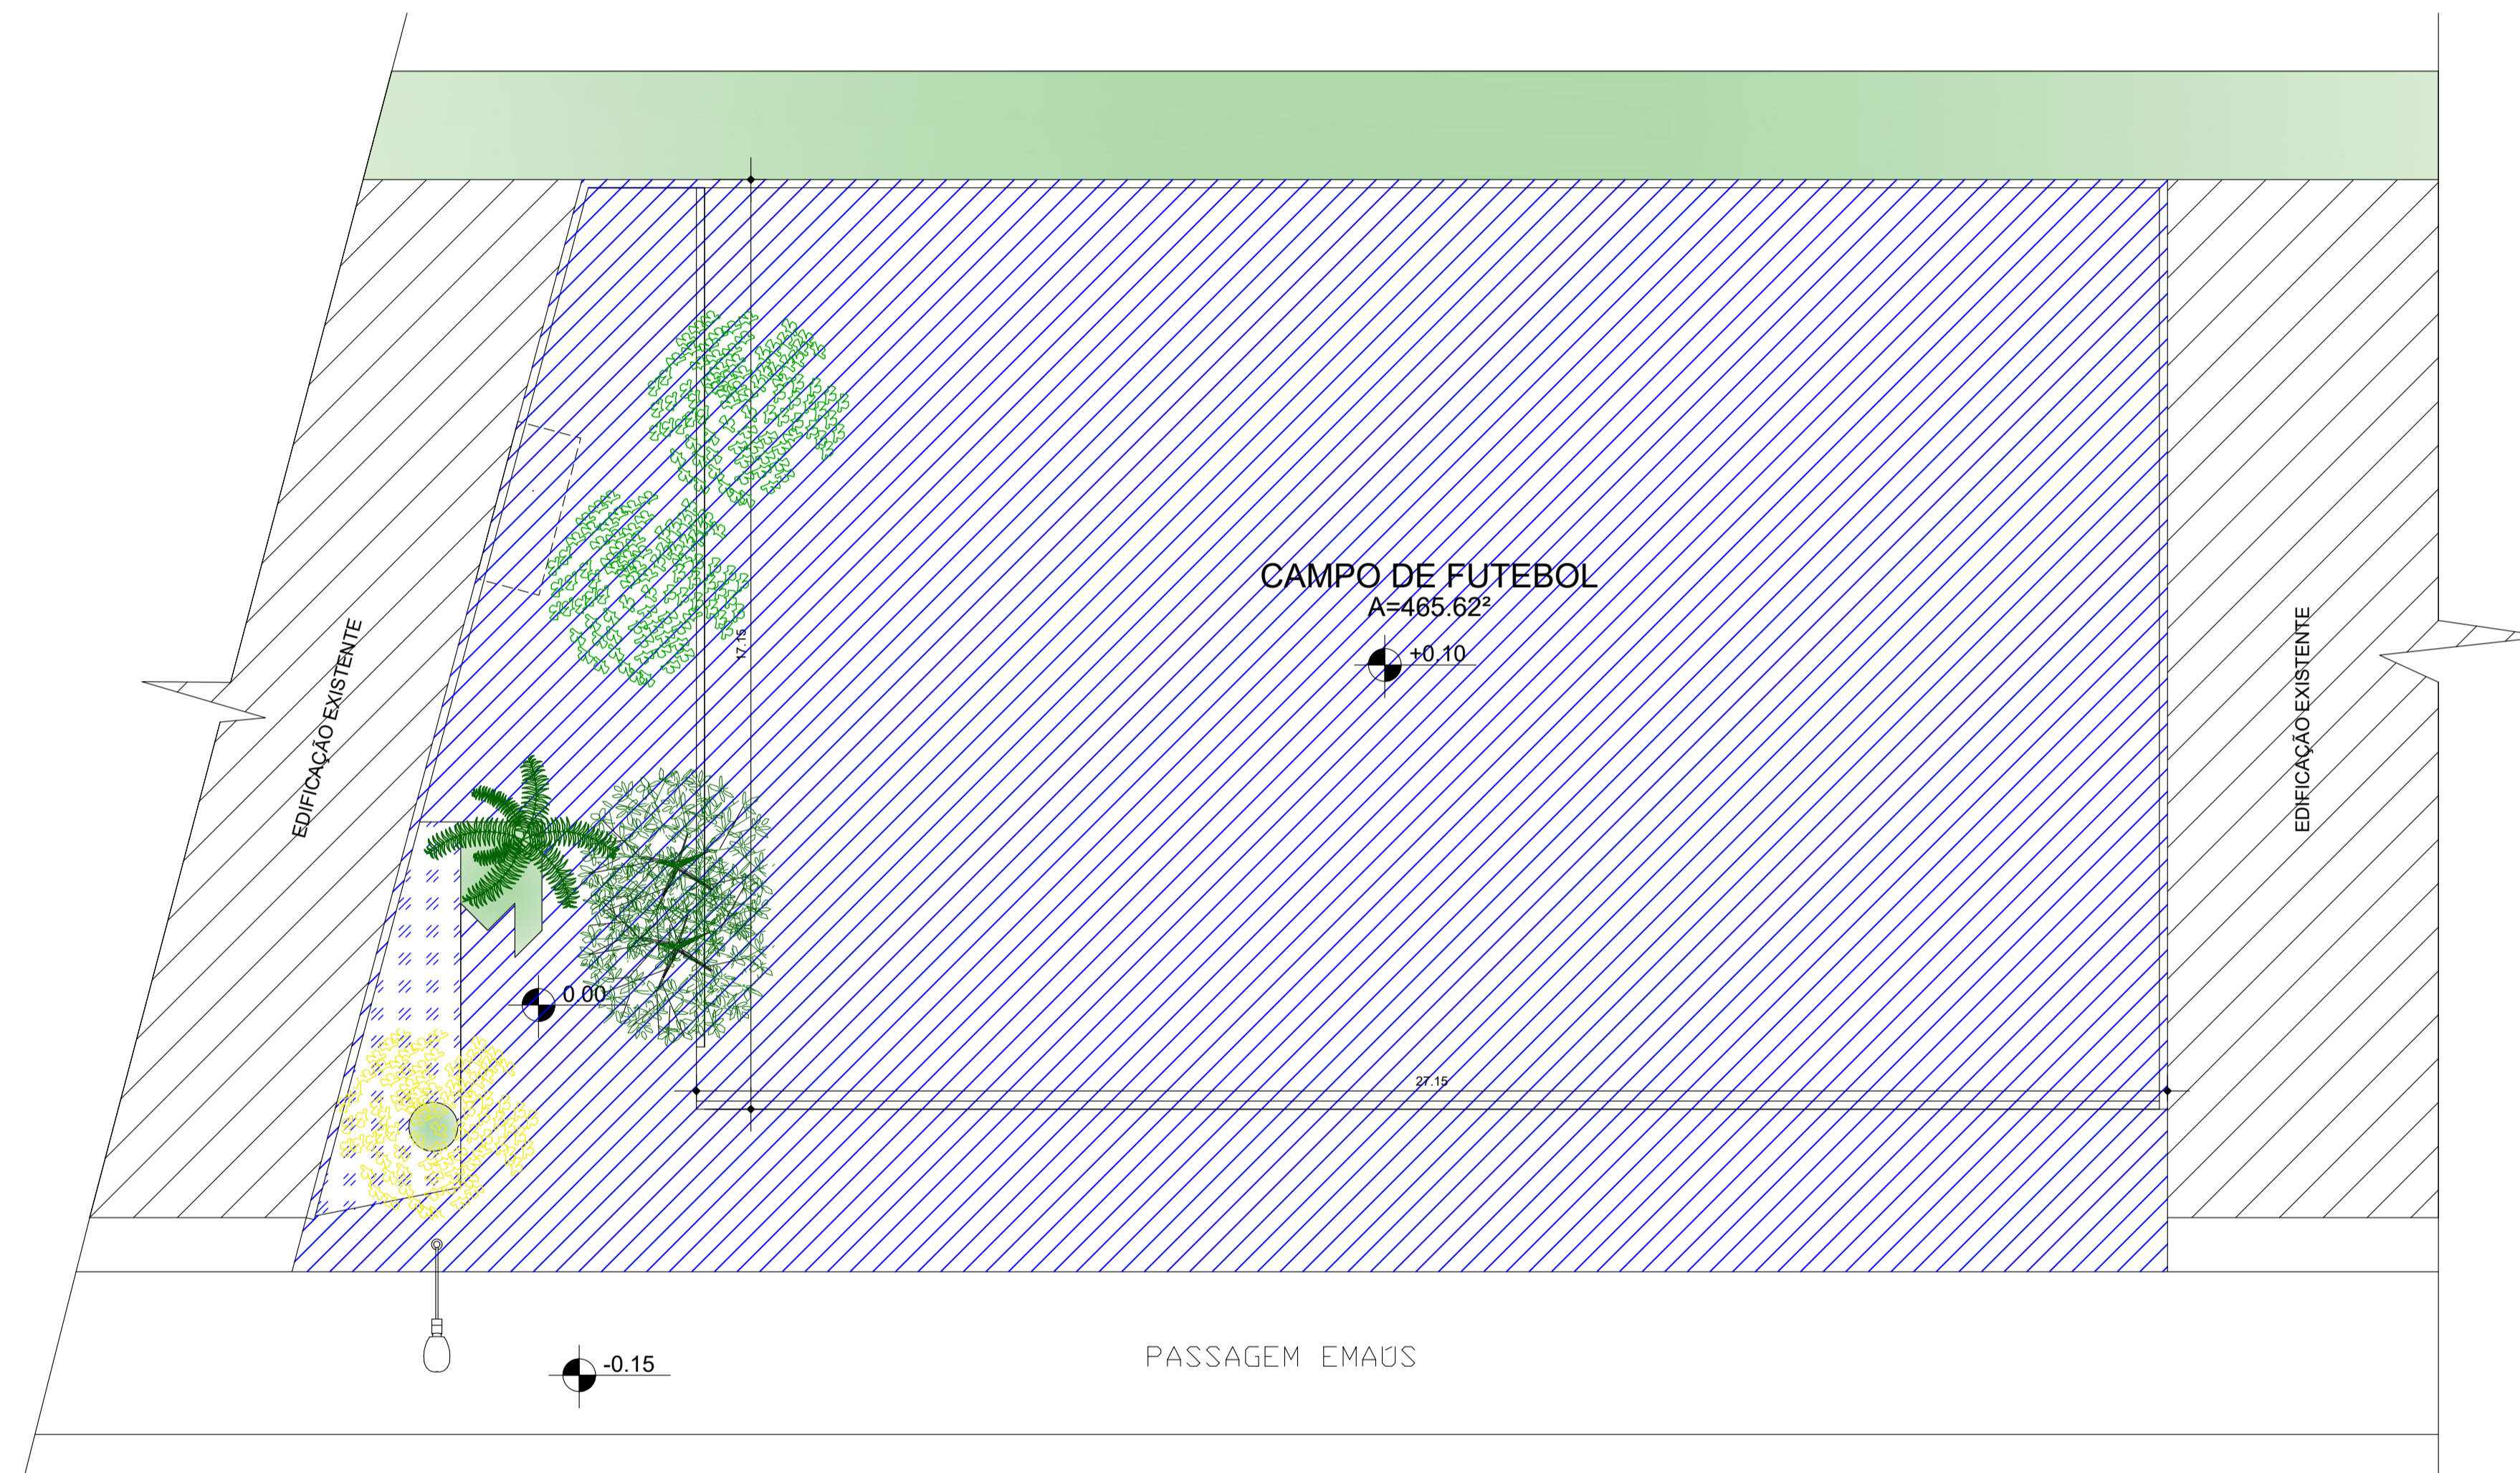 CAMPO DE FUTEBOL
A=465.62²
+0.10
17.15
EDIFICAÇÃO EXISTENTE
EDIFICAÇÃO EXISTENTE
0.00
27.15
PASSAGEM EMAÚS
-0.15